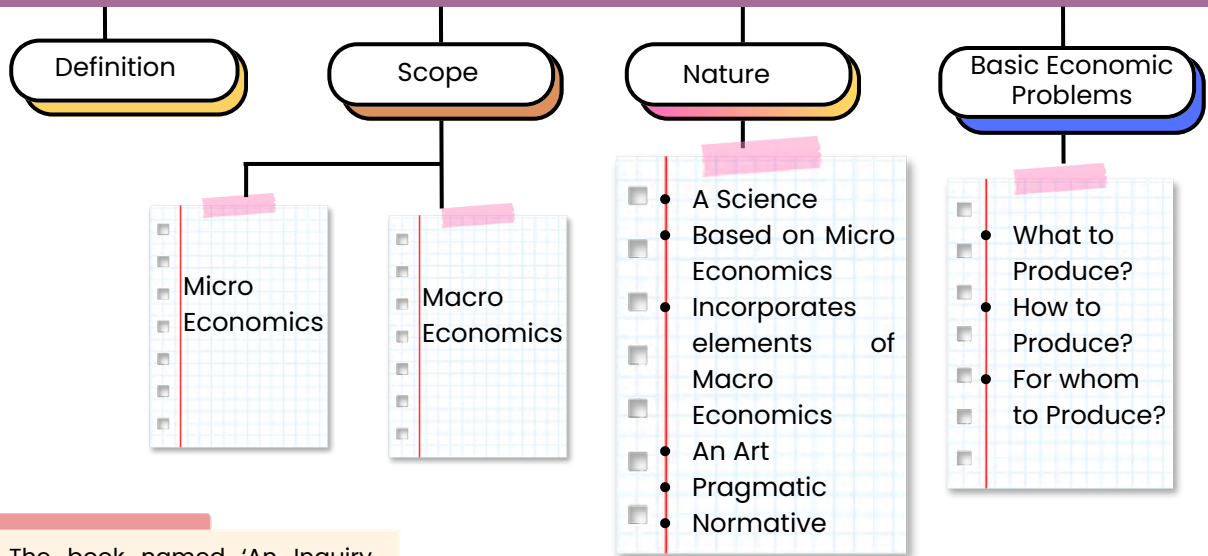 Definition
Scope
Nature
Basic Economic
Problems
Micro
Economics
Macro
Economics
• A Science
• Based on Micro
Economics
• Incorporates
elements of
Macro
Economics
• An Art
• Pragmatic
• Normative
• What to
Produce?
• How to
Produce?
• For whom
to Produce?
The book named ‘An Inquiry